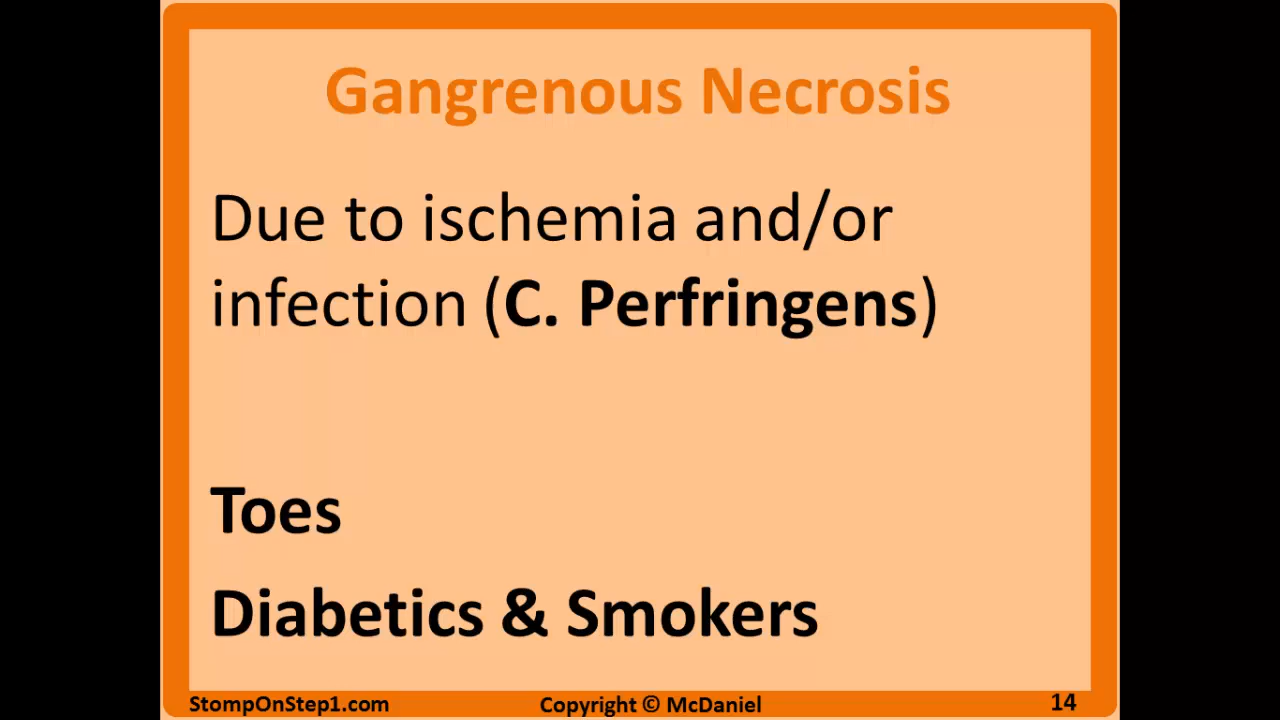 Gangrenous Necrosis
Due to ischemia and/or
infection (C. Perfringens)
Toes
Diabetics & Smokers
StompOnStep1.com
Copyright © McDaniel
14